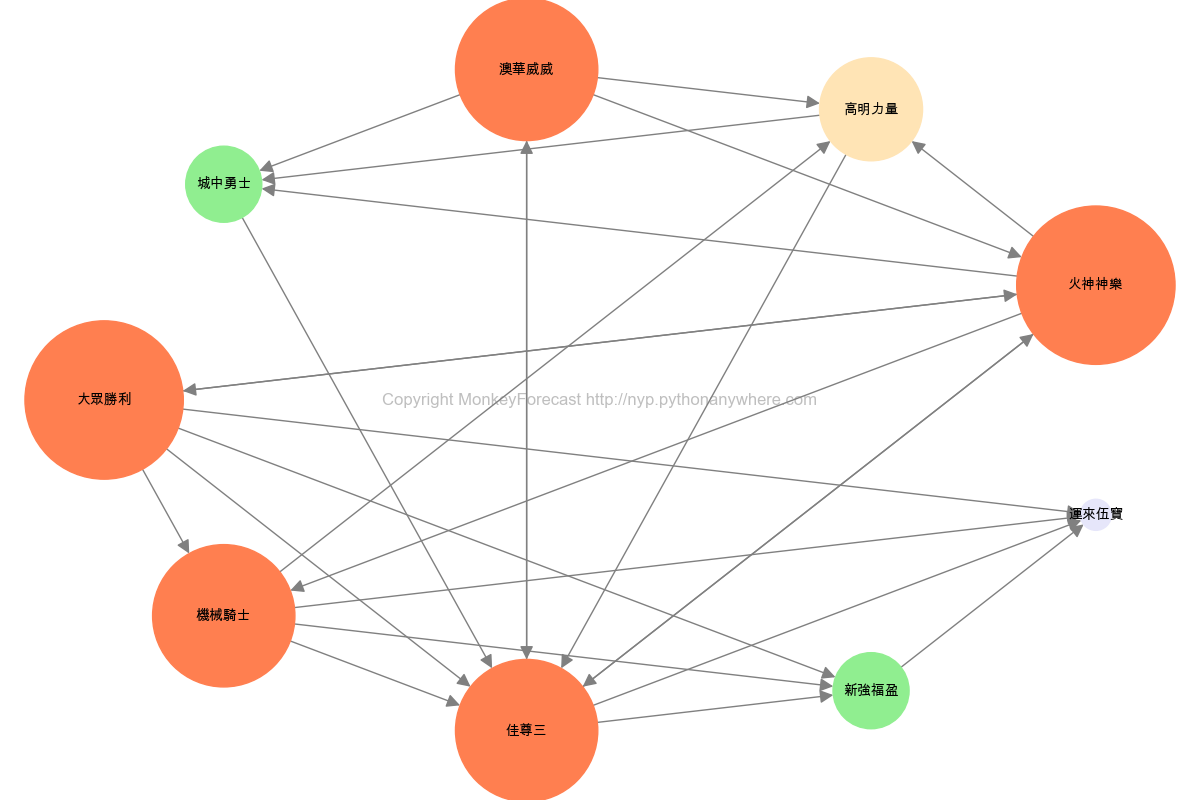 澳華威威
高明力量
城中勇士
火神神樂
大眾勝利
Copyright MonkeyForecast http://nyp.pythonanywhere.com
運來伍寶
機械騎士
新強福盈
佳尊三